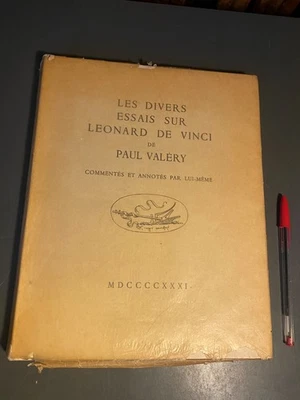 LES DIVERS
ESSAIS SUR
LEONARD DE VINCI
DE
PAUL VALÉRY
COMMENTÉS ET ANNOTÉS PAR LUI-MÊME
MDCCCCXXXI